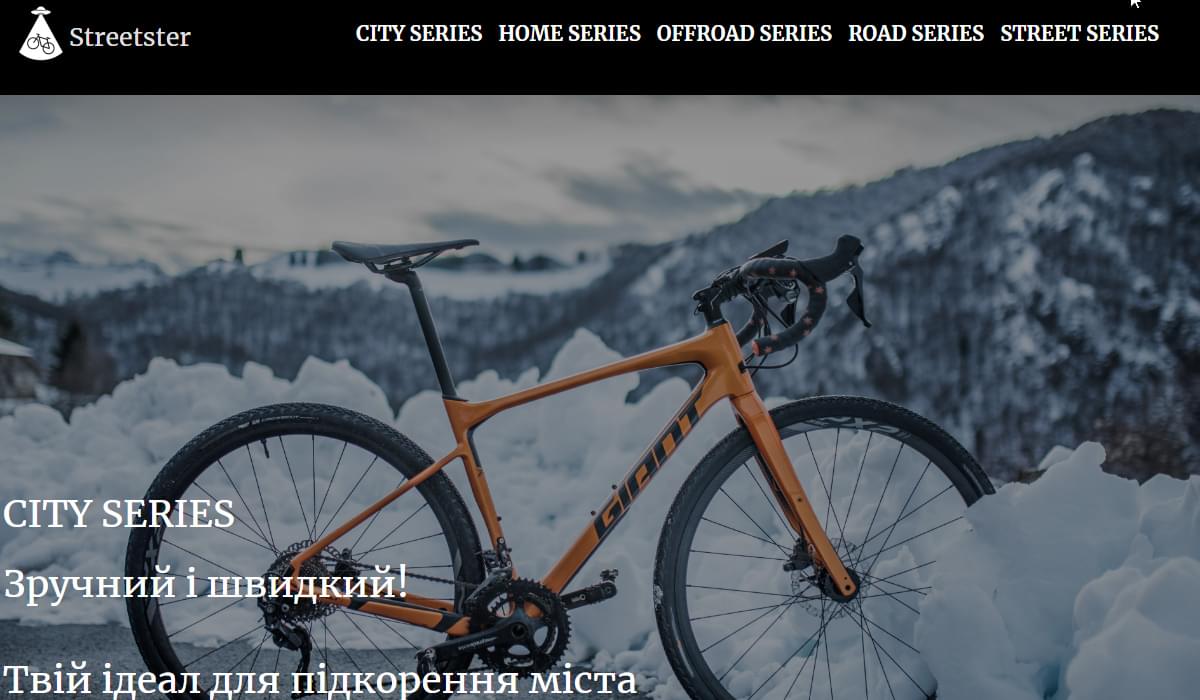 Streetster
CITY SERIES HOME SERIES OFFROAD SERIES ROAD SERIES STREET SERIES
GIANT
CITY SERIES
Зручний і швидкий!
Твій ідеал для підкорення міста